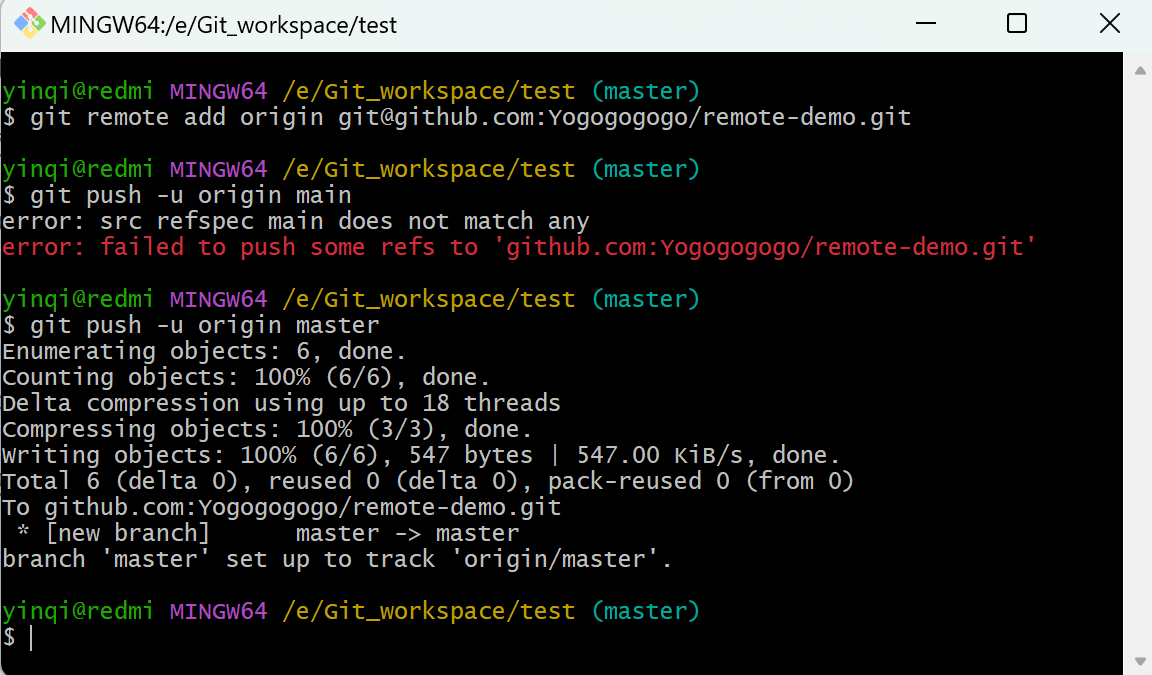 MINGW64:/e/Git_workspace/test
yinqi@redmi MINGW64 /e/Git_workspace/test (master)
$ git remote add origin git@github.com:Yogogogogo/remote-demo.git
yinqi@redmi MINGW64 /e/Git_workspace/test (master)
$ git push -u origin main
error: src refspec main does not match any
error: failed to push some refs to 'github.com:Yogogogogo/remote-demo.git'
yinqi@redmi MINGW64 /e/Git_workspace/test (master)
$ git push -u origin master
Enumerating objects: 6, done.
Counting objects: 100% (6/6), done.
Delta compression using up to 18 threads
Compressing objects: 100% (3/3), done.
Writing objects: 100% (6/6), 547 bytes | 547.00 KiB/s, done.
Total 6 (delta 0), reused 0 (delta 0), pack-reused 0 (from 0)
To github.com:Yogogogogo/remote-demo.git
 * [new branch]      master -> master
branch 'master' set up to track 'origin/master'.
yinqi@redmi MINGW64 /e/Git_workspace/test (master)
$